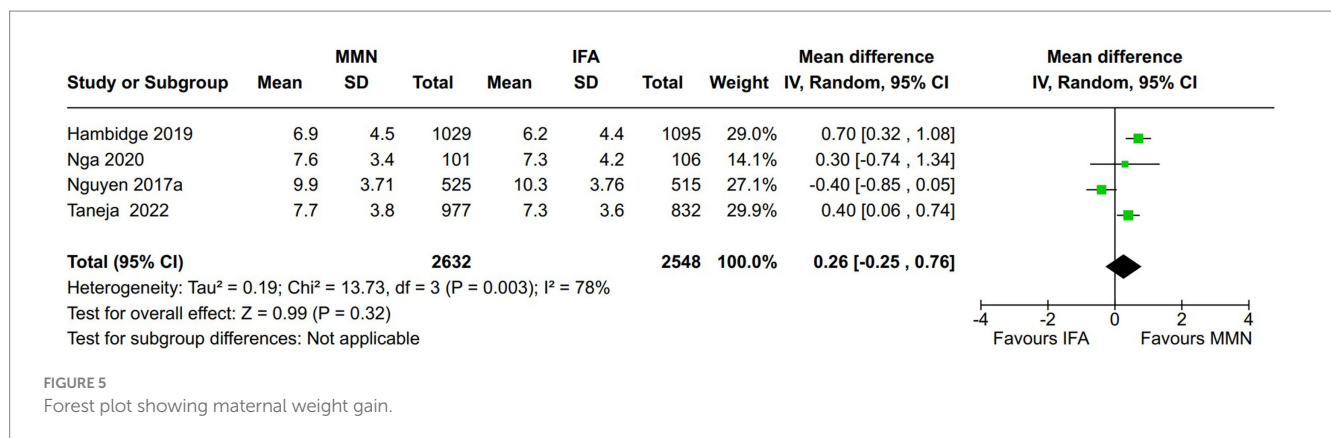 MMN IFA Mean difference Mean difference
Study or Subgroup Mean SD Total Mean SD Total Weight IV, Random, 95% CI IV, Random, 95% CI
Hambidge 2019 6.9 4.5 1029 6.2 4.4 1095 29.0% 0.70 [0.32 , 1.08]
Nga 2020 7.6 3.4 101 7.3 4.2 106 14.1% 0.30 [-0.74 , 1.34]
Nguyen 2017a 9.9 3.71 525 10.3 3.76 515 27.1% -0.40 [-0.85 , 0.05]
Taneja 2022 7.7 3.8 977 7.3 3.6 832 29.9% 0.40 [0.06 , 0.74]
Total (95% CI) 2632 2548 100.0% 0.26 [-0.25 , 0.76]
Heterogeneity: Tau² = 0.19; Chi² = 13.73, df = 3 (P = 0.003); I² = 78%
Test for overall effect: Z = 0.99 (P = 0.32)
Test for subgroup differences: Not applicable
-4 -2 0 2 4
Favours IFA Favours MMN
FIGURE 5
Forest plot showing maternal weight gain.